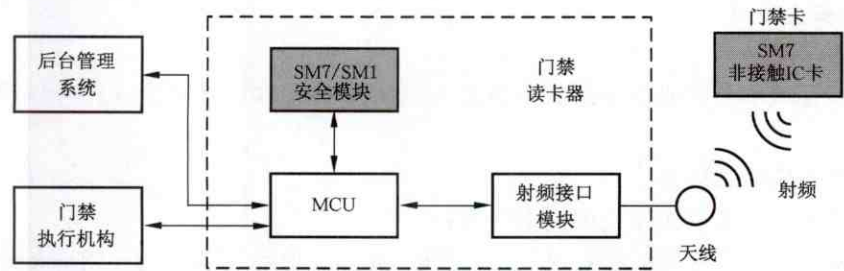 门禁卡
后台管理
系统
SM7/SM1
安全模块
门禁
读卡器
SM7
非接触IC卡
门禁
执行机构
MCU
射频接口
模块
射频
天线